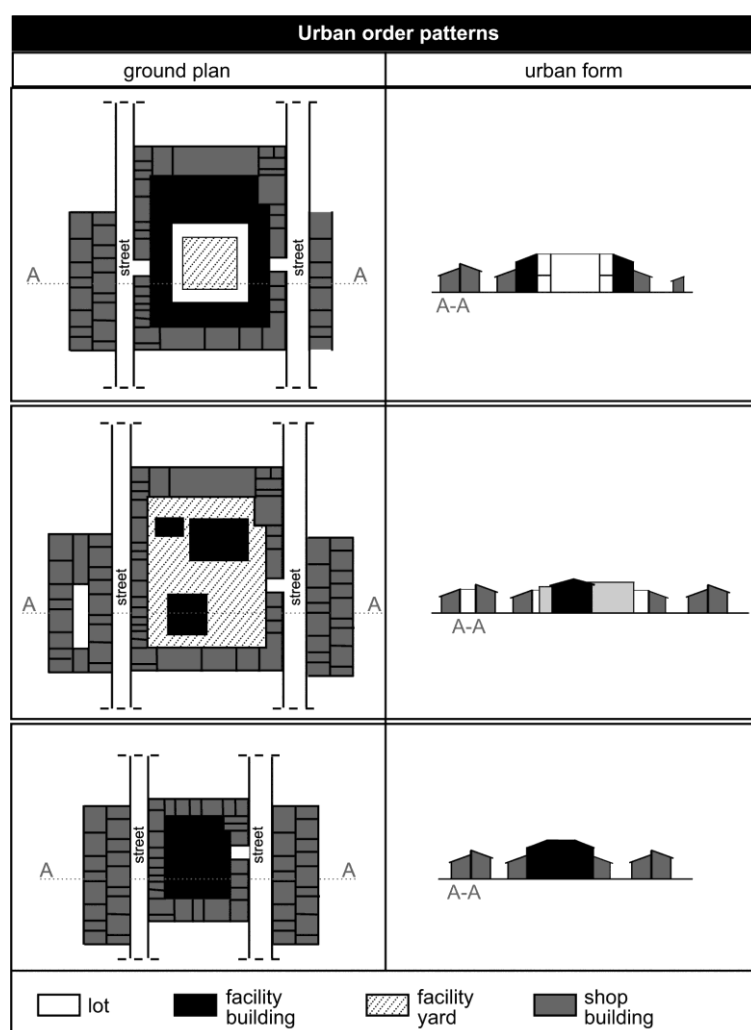 Urban order patterns
ground plan
urban form
street
street
A
A
A-A
street
street
A
A
A-A
street
street
A
A
A-A
lot
facility building
facility yard
shop building